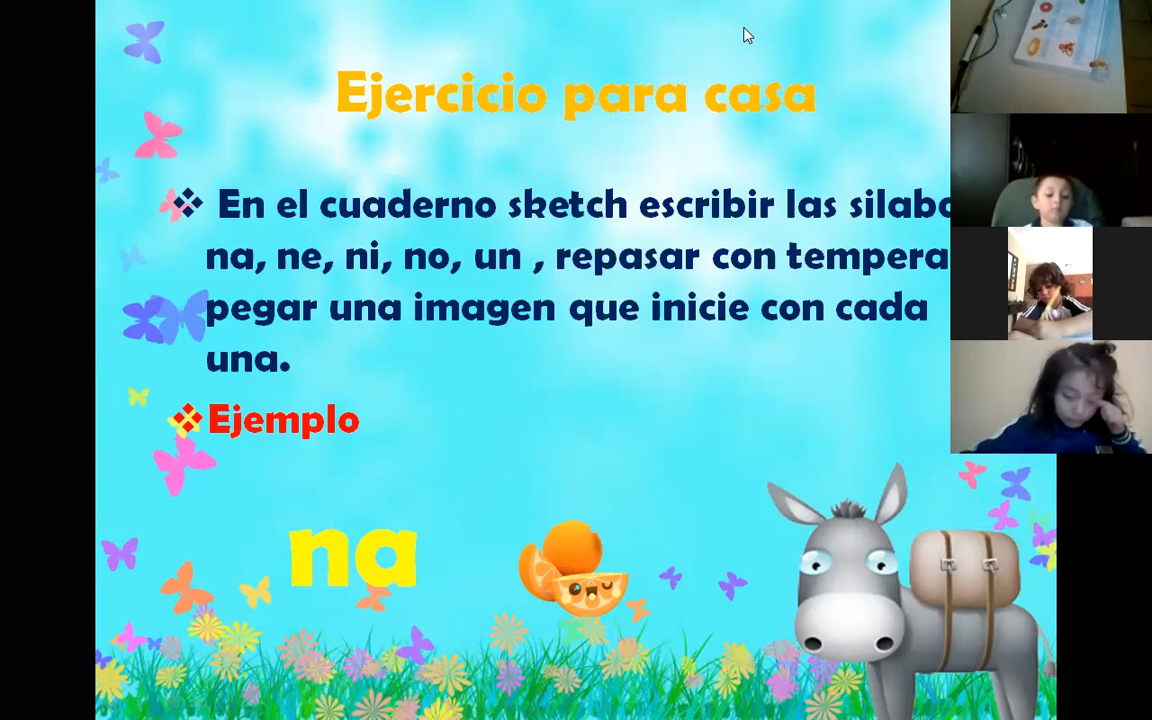 Ejercicio para casa
En el cuaderno sketch escribir las
na, ne, ni, no, un , repasar con tempera
pegar una imagen que inicie con cada
una.
Ejemplo
na